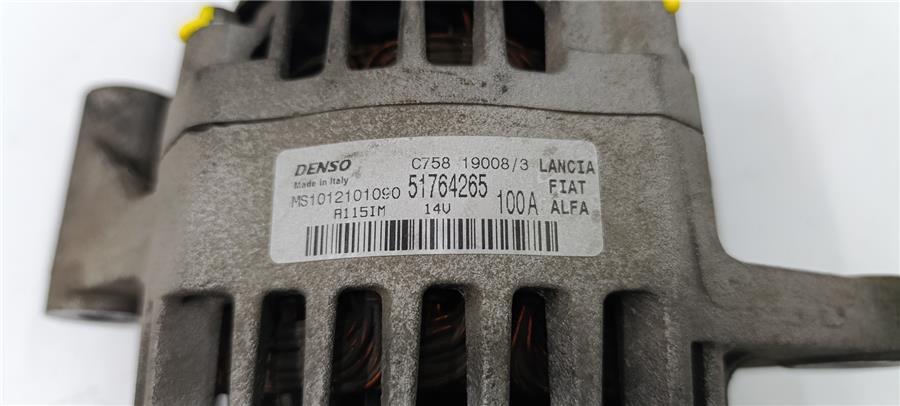 DENSO C758 19008/3 LANCIA
Made in Italy FIAT
MS1012101090 51764265 100A ALFA
A115IM 14V